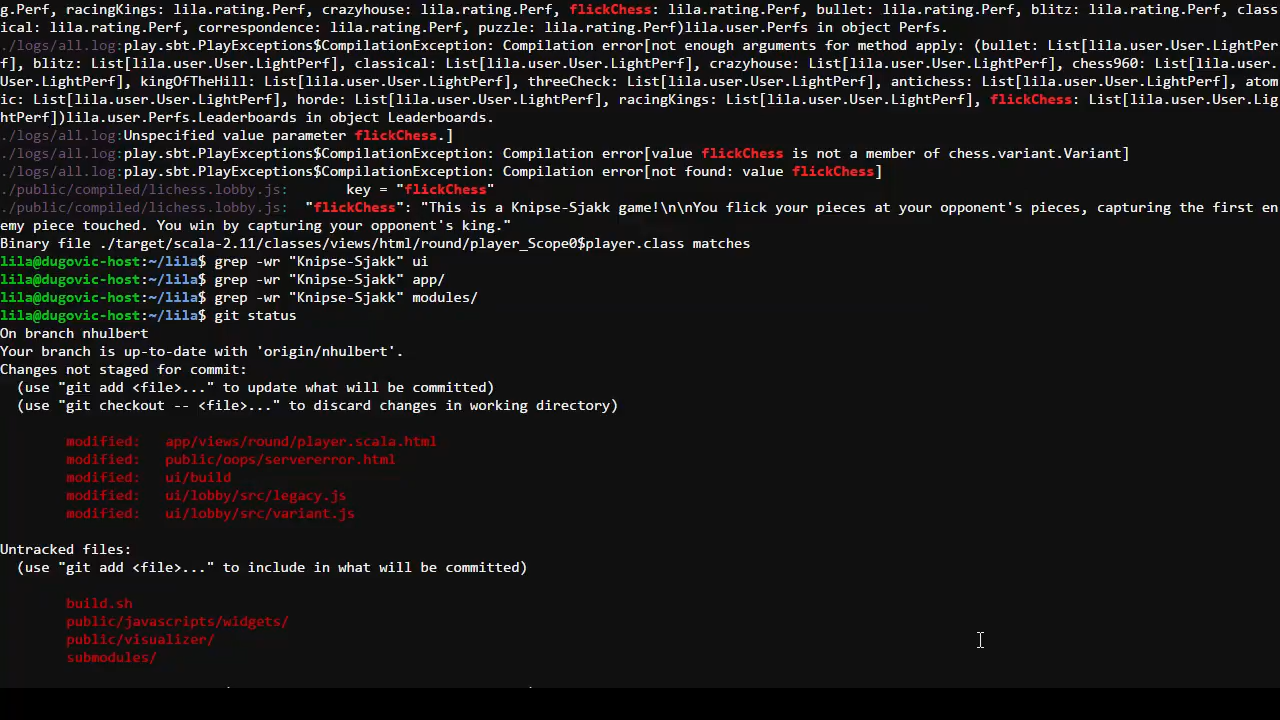 g.Perf, racingKings: lila.rating.Perf, crazyhouse: lila.rating.Perf, flickChess: lila.rating.Perf, bullet: lila.rating.Perf, blitz: lila.rating.Perf, class
ical: lila.rating.Perf, correspondence: lila.rating.Perf, puzzle: lila.rating.Perf)lila.user.Perfs in object Perfs.
./logs/all.log:play.sbt.PlayExceptions$CompilationException: Compilation error[not enough arguments for method apply: (bullet: List[lila.user.User.LightPer
f], blitz: List[lila.user.User.LightPerf], classical: List[lila.user.User.LightPerf], crazyhouse: List[lila.user.User.LightPerf], chess960: List[lila.user.
User.LightPerf], kingOfTheHill: List[lila.user.User.LightPerf], threeCheck: List[lila.user.User.LightPerf], antichess: List[lila.user.User.LightPerf], atom
ic: List[lila.user.User.LightPerf], horde: List[lila.user.User.LightPerf], racingKings: List[lila.user.User.LightPerf], flickChess: List[lila.user.User.Lig
htPerf])lila.user.Perfs.Leaderboards in object Leaderboards.
./logs/all.log:Unspecified value parameter flickChess.]
./logs/all.log:play.sbt.PlayExceptions$CompilationException: Compilation error[value flickChess is not a member of chess.variant.Variant]
./logs/all.log:play.sbt.PlayExceptions$CompilationException: Compilation error[not found: value flickChess]
./public/compiled/lichess.lobby.js:       key = "flickChess"
./public/compiled/lichess.lobby.js:  "flickChess": "This is a Knipse-Sjakk game!\n\nYou flick your pieces at your opponent's pieces, capturing the first en
emy piece touched. You win by capturing your opponent's king."
Binary file ./target/scala-2.11/classes/views/html/round/player_Scope0$player.class matches
lila@dugovic-host:~/lila$ grep -wr "Knipse-Sjakk" ui
lila@dugovic-host:~/lila$ grep -wr "Knipse-Sjakk" app/
lila@dugovic-host:~/lila$ grep -wr "Knipse-Sjakk" modules/
lila@dugovic-host:~/lila$ git status
On branch nhulbert
Your branch is up-to-date with 'origin/nhulbert'.
Changes not staged for commit:
  (use "git add <file>..." to update what will be committed)
  (use "git checkout -- <file>..." to discard changes in working directory)
        modified:   app/views/round/player.scala.html
        modified:   public/oops/servererror.html
        modified:   ui/build
        modified:   ui/lobby/src/legacy.js
        modified:   ui/lobby/src/variant.js
Untracked files:
  (use "git add <file>..." to include in what will be committed)
        build.sh
        public/javascripts/widgets/
        public/visualizer/
        submodules/